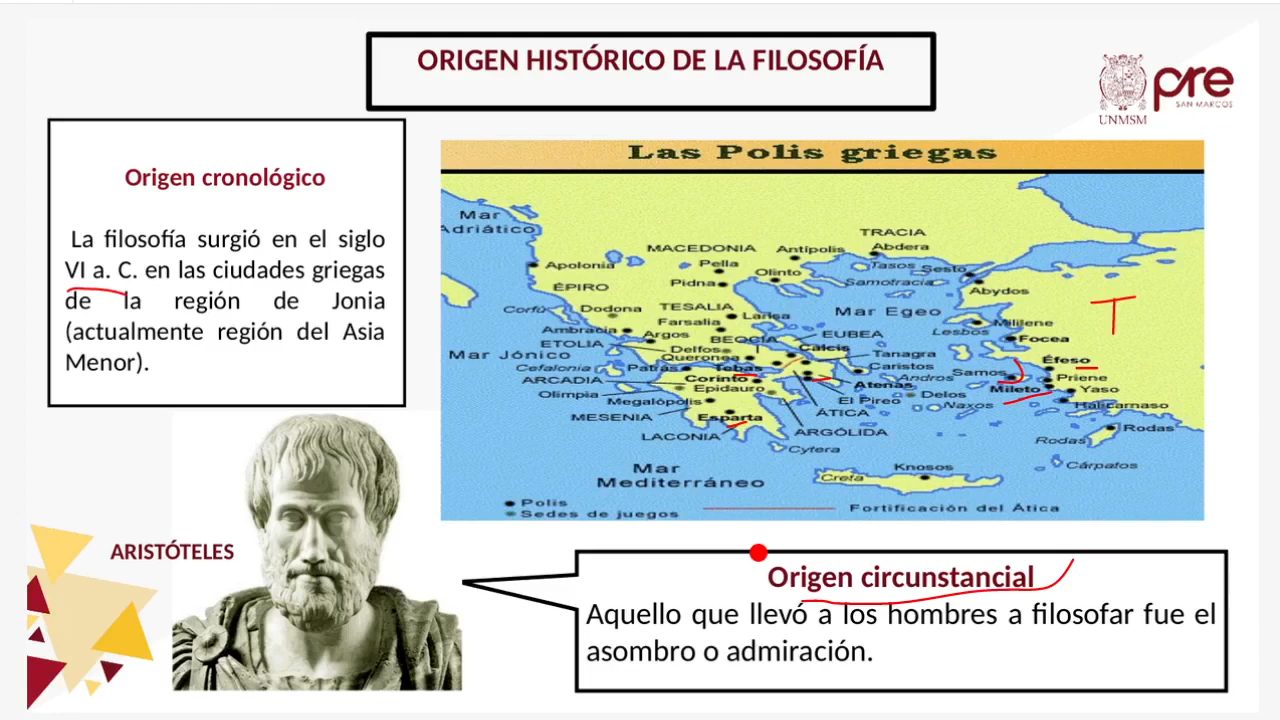 ORIGEN HISTÓRICO DE LA FILOSOFÍA
pre
SAN MARCOS
UNMSM
Origen cronológico
La filosofía surgió en el siglo
VI a. C. en las ciudades griegas
de la región de Jonia
(actualmente región del Asia
Menor).
Las Polis griegas
Mar
Adriático
TRACIA
MACEDONIA
Antípolis
Abdera
Apolonia
Pella
Olinto
Tasos
Sesto
Pidna
Samotracia
ÉPIRO
Abydos
Corfú
Dodona
TESALIA
Larisa
Mar Egeo
Farsalia
Ambracia
Argos
Lesbos
Mililene
ETOLIA
BEOCIA
EUBEA
Focea
Mar Jónico
Delfos
Calcis
Tanagra
Queronea
Éfeso
Cefalonia
Patras
Tebas
Caristos
Samos
ARCADIA
Corinto
Atenas
Andros
Priene
Olimpia
Epidauro
Delos
Mileto
Yaso
Megalópolis
El Pireo
Naxos
Halicarnaso
MESENIA
Esparta
ÁTICA
LACONIA
ARGÓLIDA
Rodas
Rodas
Cytera
Mar
Mediterráneo
Knosos
Creta
Cárpatos
Polis
Sedes de juegos
Fortificación del Ática
T
ARISTÓTELES
Origen circunstancial
Aquello que llevó a los hombres a filosofar fue el
asombro o admiración.